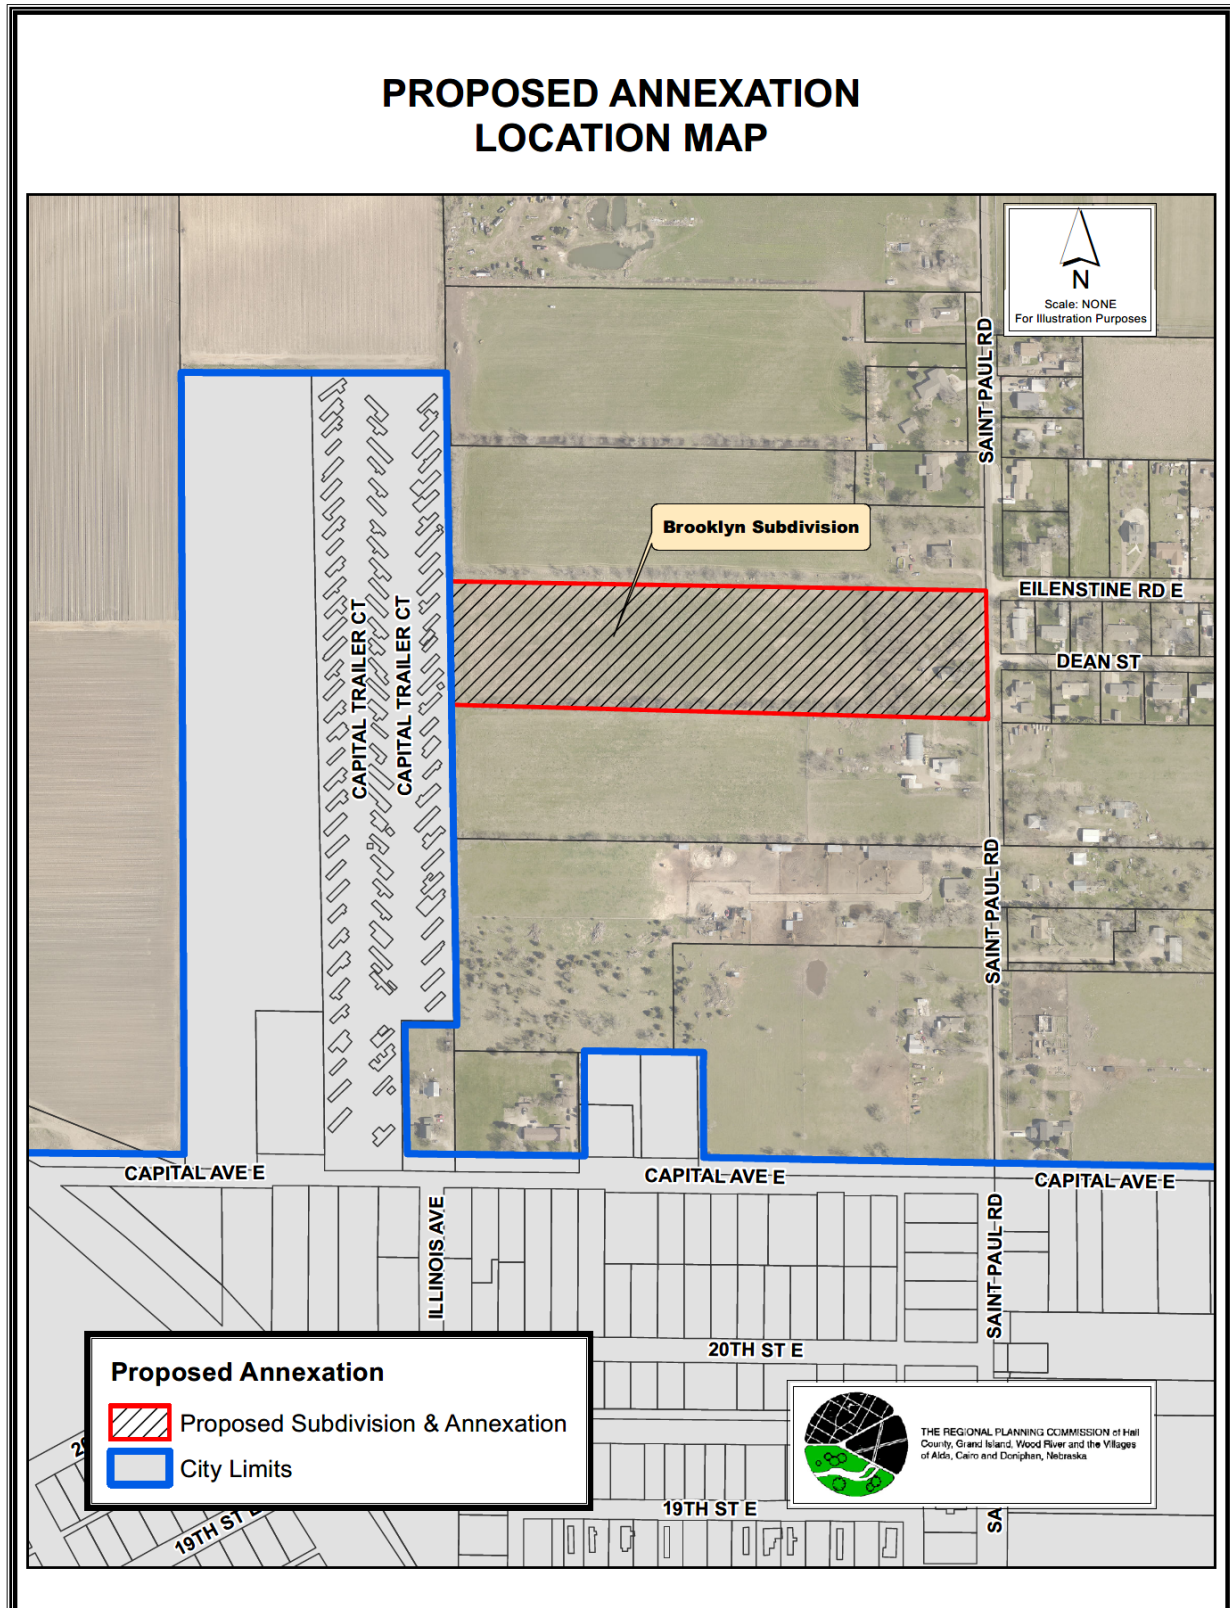 PROPOSED ANNEXATION
LOCATION MAP
N
Scale: NONE
For Illustration Purposes
SAINT PAUL RD
Brooklyn Subdivision
EILENSTINE RD E
DEAN ST
CAPITAL TRAILER CT
CAPITAL TRAILER CT
SAINT PAUL RD
CAPITAL AVE E
CAPITAL AVE E
CAPITAL AVE E
ILLINOIS AVE
SAINT PAUL RD
20TH ST E
Proposed Annexation
Proposed Subdivision & Annexation
City Limits
THE REGIONAL PLANNING COMMISSION of Hall
County, Grand Island, Wood River and the Villages
of Alda, Cairo and Doniphan, Nebraska
19TH ST E
19TH ST E
SA